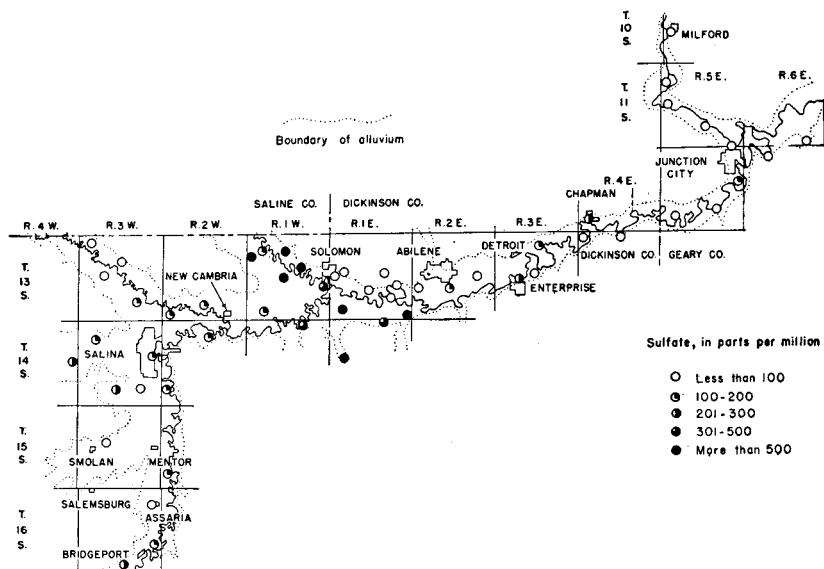 T. 10 S.
MILFORD
R.5 E.
R.6 E.
T. 11 S.
Boundary of alluvium
JUNCTION CITY
SALINE CO.
DICKINSON CO.
CHAPMAN
R.4 E.
R.4 W.
R.3 W.
R.2 W.
R.1 W.
R.1 E.
R.2 E.
R.3 E.
SOLOMON
ABILENE
DETROIT
DICKINSON CO.
GEARY CO.
T. 13 S.
NEW CAMBRIA
ENTERPRISE
T. 14 S.
SALINA
Sulfate, in parts per million
Less than 100
100-200
201-300
301-500
More than 500
T. 15 S.
SMOLAN
MENTOR
SALEMSBURG
T. 16 S.
ASSARIA
BRIDGEPORT